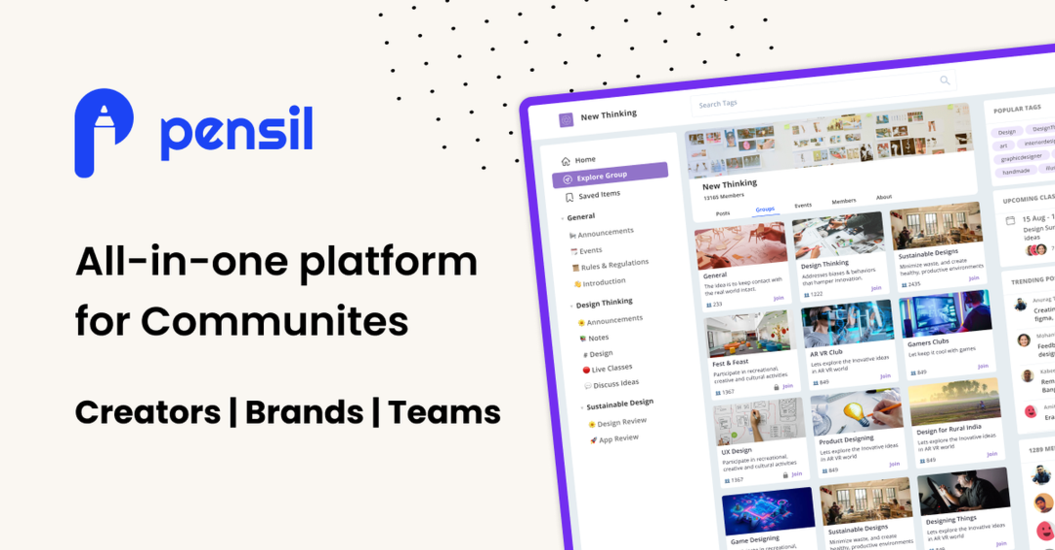 pensil
All-in-one platform
for Communites
Creators | Brands | Teams
New Thinking
Search Tags
Home
Explore Group
Saved Items
General
Announcements
Events
Rules & Regulations
Introduction
Design Thinking
Announcements
Notes
# Design
Live Classes
Discuss Ideas
Sustainable Design
Design Review
App Review
New Thinking
13165 Members
Posts Groups Events Members About
General
The idea is to keep contact with
the real world intact.
233 Join
Design Thinking
Addresses biases & behaviors
that hamper innovation.
1222 Join
Sustainable Designs
Minimize waste, and create
healthy, productive environments
2435 Join
Fest & Feast
Participate in recreational,
creative and cultural activities
1367 Join
AR VR Club
Lets explore the Inovative ideas
in AR VR world
849 Join
Gamers Clubs
Let keep it cool with games
849 Join
UX Design
Participate in recreational,
creative and cultural activities
1367 Join
Product Designing
Lets explore the Inovative ideas
in AR VR world
849 Join
Design for Rural India
Lets explore the Inovative ideas
in AR VR world
849 Join
Game Designing
in recreational,
Sustainable Designs
Minimize waste, and create
healthy, productive environments
Designing Things
Lets explore the Inovative ideas
in AR VR world
Join
POPULAR TAGS
Design
art
graphicdesigner
handmade
UPCOMING CLAS
15 Aug - 1
Design Sur
ideas
TRENDING PO
Anurag T
Creatin
figma,
Feedb
desig
Rent
Bang
Era
1289 ME